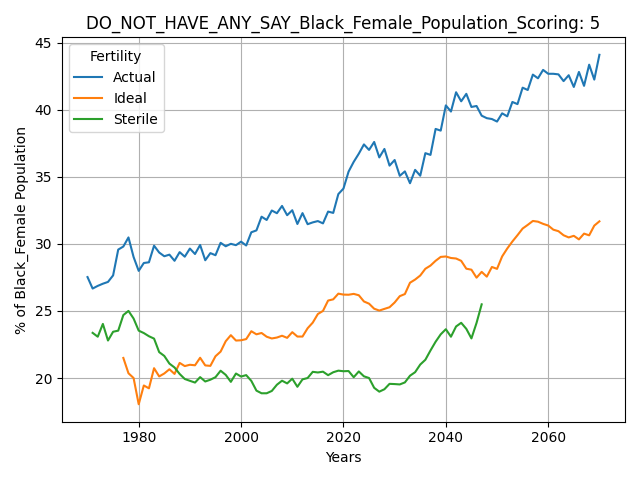 DO_NOT_HAVE_ANY_SAY_Black_Female_Population_Scoring: 5
Fertility
Actual
Ideal
Sterile
% of Black_Female Population
45
40
35
30
25
20
1980
2000
2020
2040
2060
Years